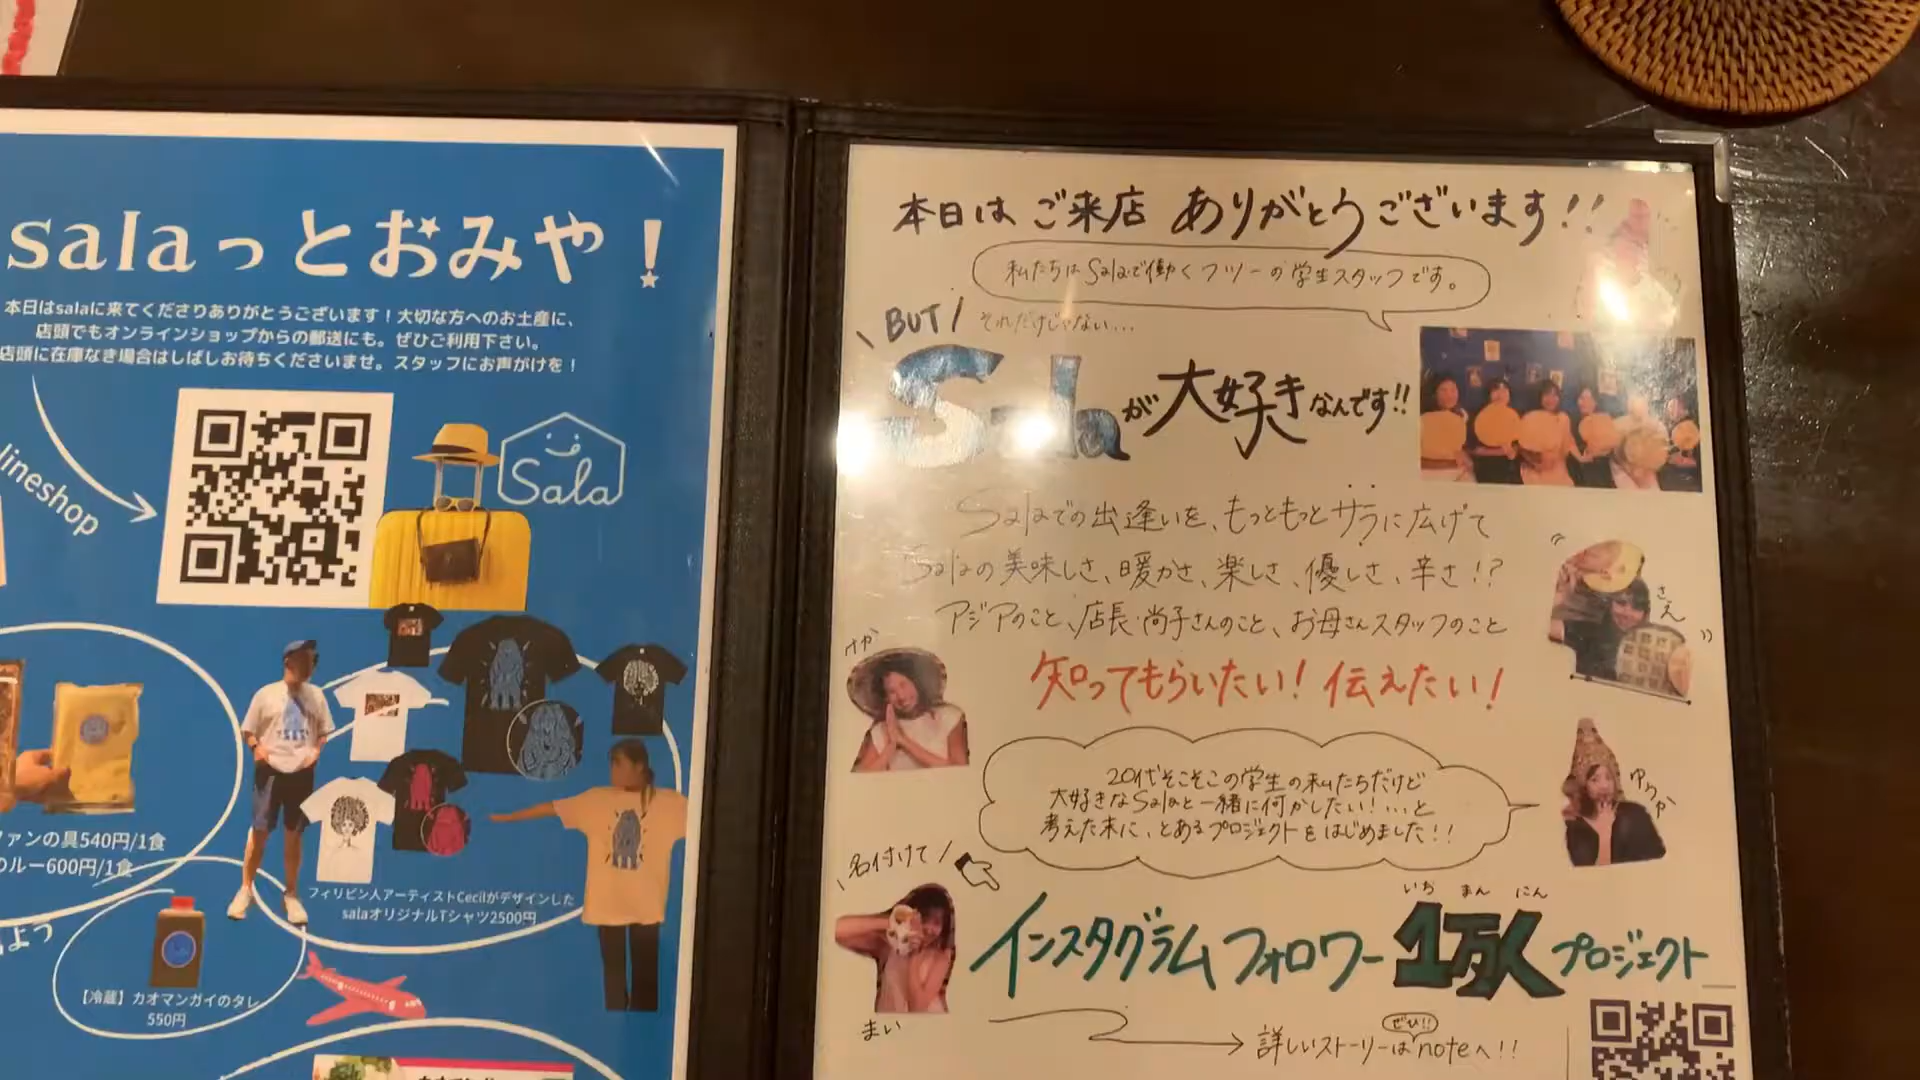 salaっとおみや!
本日はsalaに来てくださりありがとうございます!大切な方へのお土産に、
店頭でもオンラインショップからの郵送にも。ぜひご利用下さい。
店頭に在庫なき場合はしばしお待ちくださいませ。スタッフにお声がけを!
lineshop
Sala
ファンの具540円/1食
のルー600円/1食
フィリピン人アーティストCecilがデザインした
salaオリジナルTシャツ2500円
【冷蔵】カオマンガイのタレ
550円
本日はご来店ありがとうございます!!
私たちはSalaで働くフツーの学生スタッフです。
\BUT/ それだけじゃない...
Salaが大好きなんです!!
Salaでの出逢いを、もっともっとサラに広げて
Salaの美味しさ、暖かさ、楽しさ、優しさ、辛さ!?
アジアのこと、店長・尚子さんのこと、お母さんスタッフのこと
さえ
知ってもらいたい!伝えたい!
20代そこそこの学生の私たちだけど
大好きなSalaと一緒に何かしたい!...と
考えた末に、とあるプロジェクトをはじめました!!
\名付けて/
いち まん にん
インスタグラムフォロワー1万人プロジェクト
まい
詳しいストーリーはぜひ!!noteへ!!